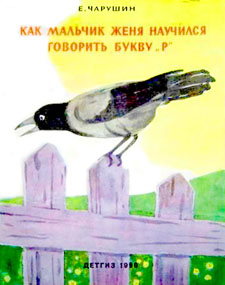 Е. ЧАРУШИН
КАК МАЛЬЧИК ЖЕНЯ НАУЧИЛСЯ
ГОВОРИТЬ БУКВУ „Р"
ДЕТГИЗ